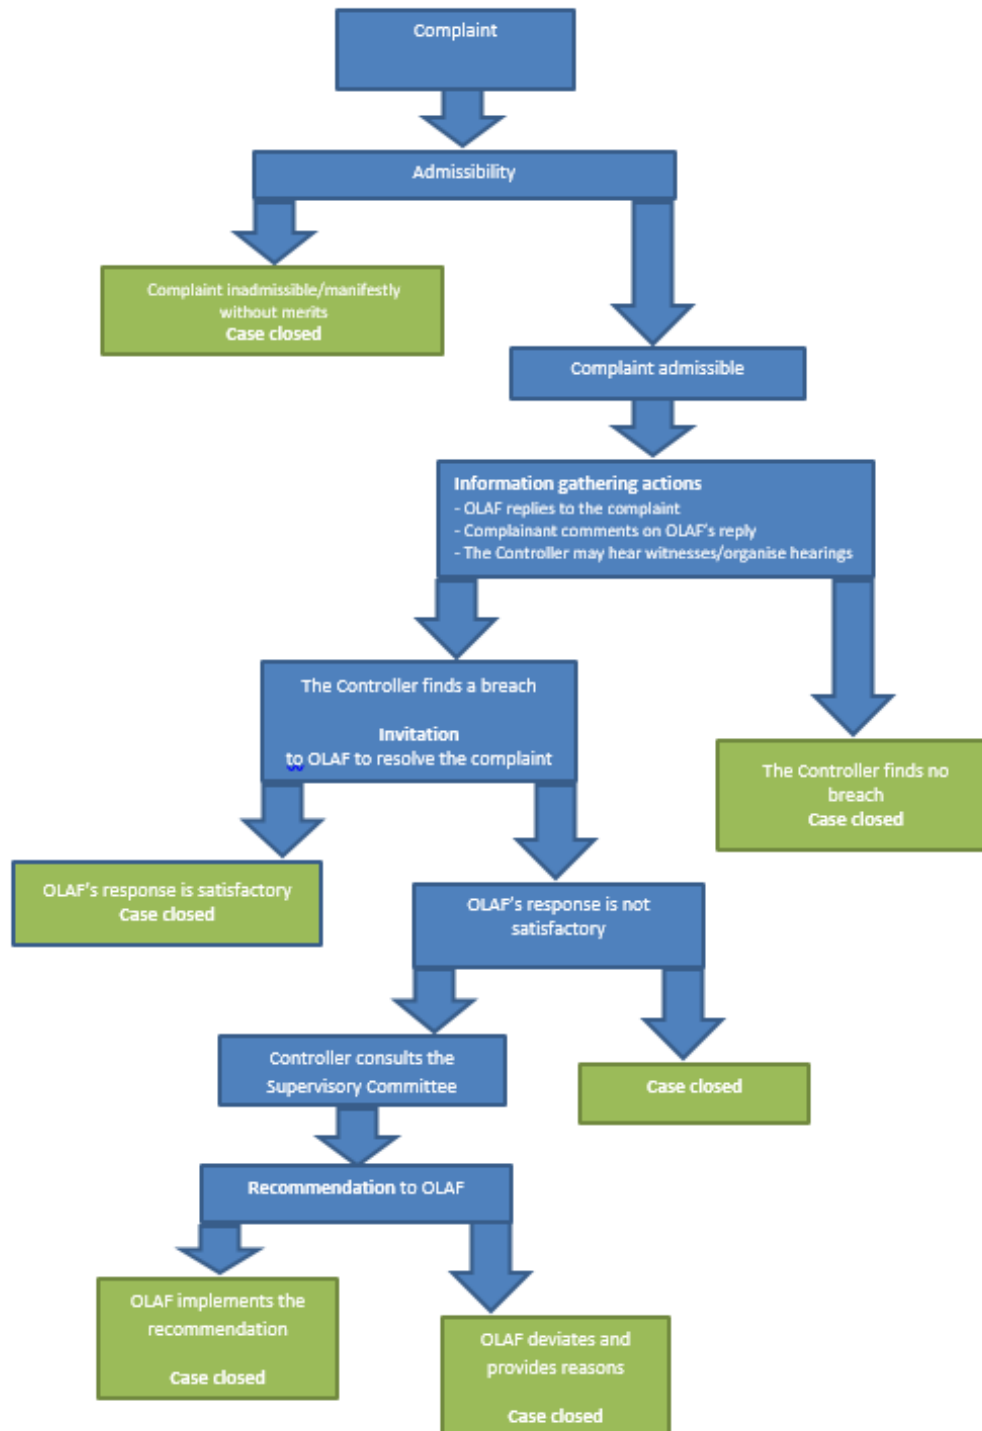 Complaint
Admissibility
Complaint inadmissible/manifestly
without merits
Case closed
Complaint admissible
Information gathering actions
- OLAF replies to the complaint
- Complainant comments on OLAF's reply
- The Controller may hear witnesses/organise hearings
The Controller finds a breach
Invitation
to OLAF to resolve the complaint
The Controller finds no
breach
Case closed
OLAF's response is satisfactory
Case closed
OLAF's response is not
satisfactory
Controller consults the
Supervisory Committee
Case closed
Recommendation to OLAF
OLAF implements the
recommendation
Case closed
OLAF deviates and
provides reasons
Case closed